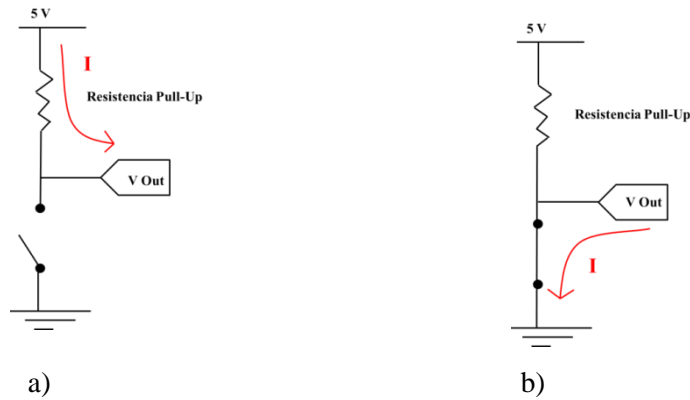 5 V
I
Resistencia Pull-Up
V Out
a)
5 V
Resistencia Pull-Up
V Out
I
b)